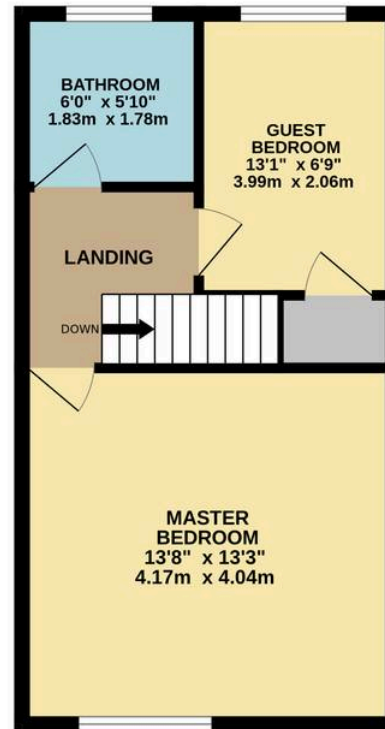 BATHROOM
6'0" x 5'10"
1.83m x 1.78m
GUEST
BEDROOM
13'1" x 6'9"
3.99m x 2.06m
LANDING
DOWN
MASTER
BEDROOM
13'8" x 13'3"
4.17m x 4.04m